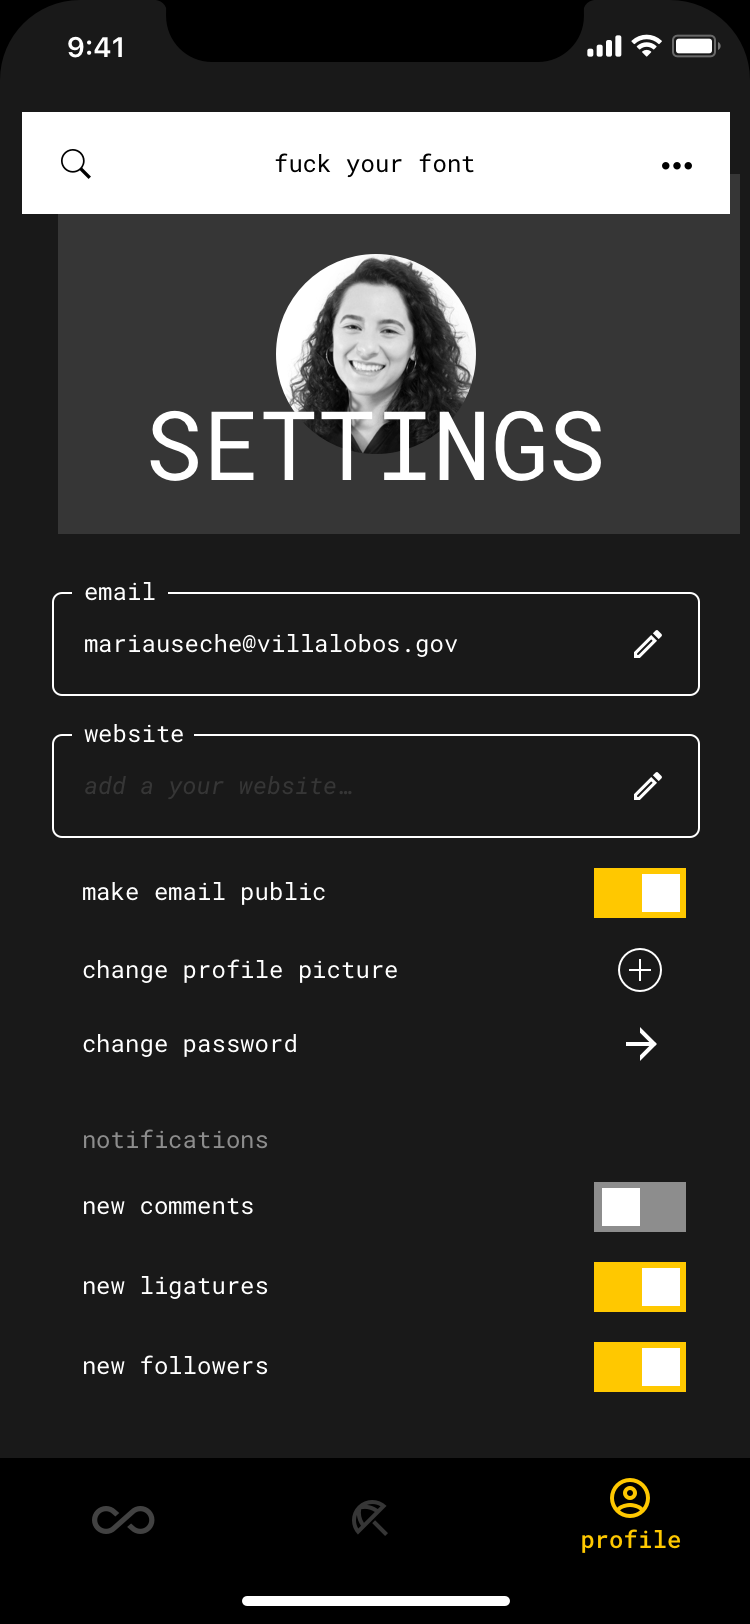 9:41
fuck your font
SETTINGS
email
mariauseche@villalobos.gov
website
add a your website…
make email public
change profile picture
change password
notifications
new comments
new ligatures
new followers
profile